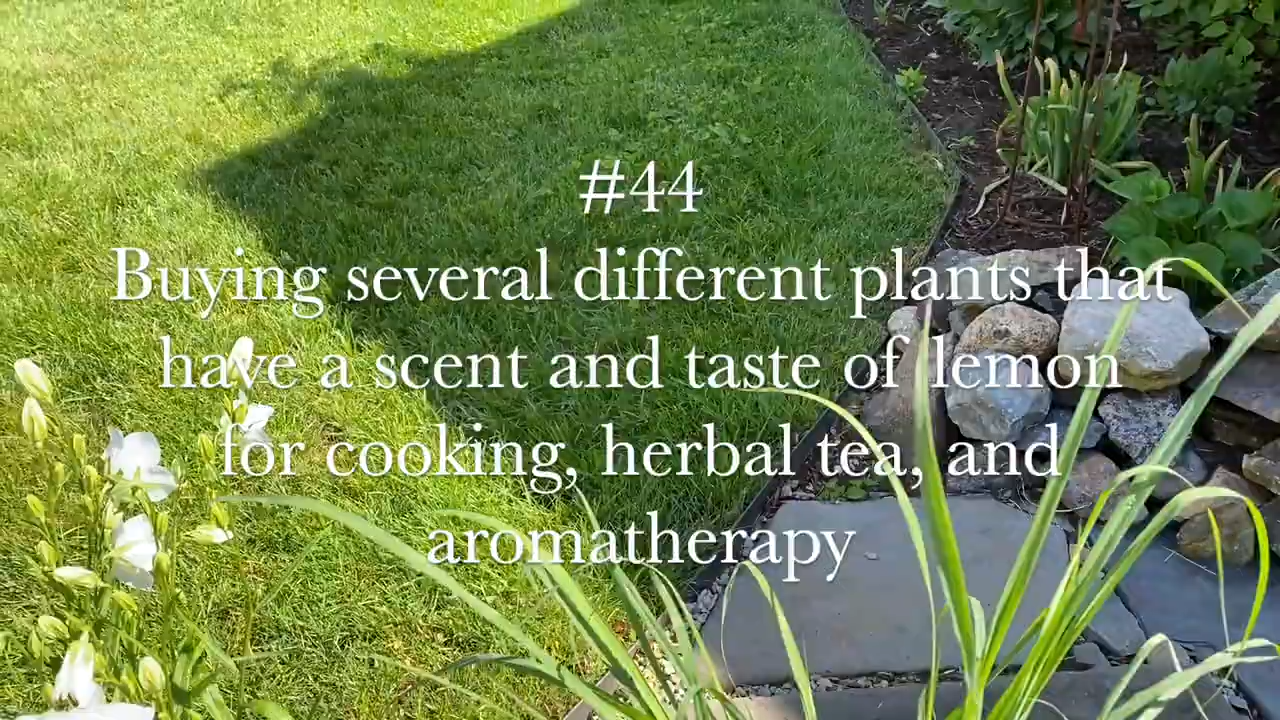 #44
Buying several different plants that
have a scent and taste of lemon
for cooking, herbal tea, and
aromatherapy